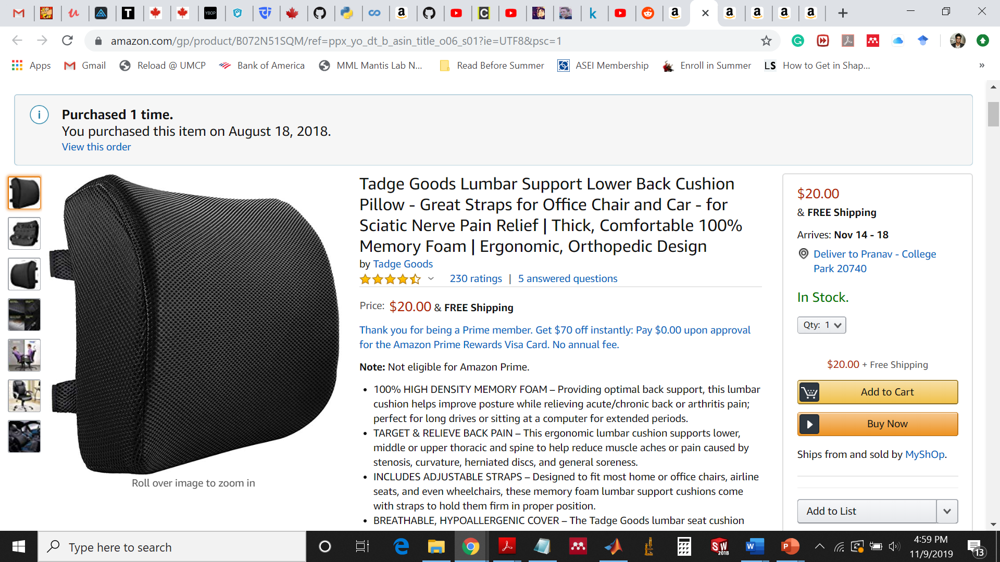 amazon.com/gp/product/B072N51SQM/ref=ppx_yo_dt_b_asin_title_o06_s01?ie=UTF8&psc=1
Apps Gmail Reload @ UMCP Bank of America MML Mantis Lab N... Read Before Summer ASEI Membership Enroll in Summer LS How to Get in Shap... »
Purchased 1 time.
You purchased this item on August 18, 2018.
View this order
Tadge Goods Lumbar Support Lower Back Cushion
Pillow - Great Straps for Office Chair and Car - for
Sciatic Nerve Pain Relief | Thick, Comfortable 100%
Memory Foam | Ergonomic, Orthopedic Design
by Tadge Goods
230 ratings | 5 answered questions
Price: $20.00 & FREE Shipping
Thank you for being a Prime member. Get $70 off instantly: Pay $0.00 upon approval
for the Amazon Prime Rewards Visa Card. No annual fee.
Note: Not eligible for Amazon Prime.
• 100% HIGH DENSITY MEMORY FOAM – Providing optimal back support, this lumbar
cushion helps improve posture while relieving acute/chronic back or arthritis pain;
perfect for long drives or sitting at a computer for extended periods.
• TARGET & RELIEVE BACK PAIN – This ergonomic lumbar cushion supports lower,
middle or upper thoracic and spine to help reduce muscle aches or pain caused by
stenosis, curvature, herniated discs, and general soreness.
• INCLUDES ADJUSTABLE STRAPS – Designed to fit most home or office chairs, airline
seats, and even wheelchairs, these memory foam lumbar support cushions come
with straps to hold them firm in proper position.
• BREATHABLE, HYPOALLERGENIC COVER – The Tadge Goods lumbar seat cushion
Roll over image to zoom in
$20.00
& FREE Shipping
Arrives: Nov 14 - 18
Deliver to Pranav - College
Park 20740
In Stock.
Qty: 1
$20.00 + Free Shipping
Add to Cart
Buy Now
Ships from and sold by MyShOp.
Add to List
Type here to search
SW
2018
W
P
4:59 PM
11/9/2019
13